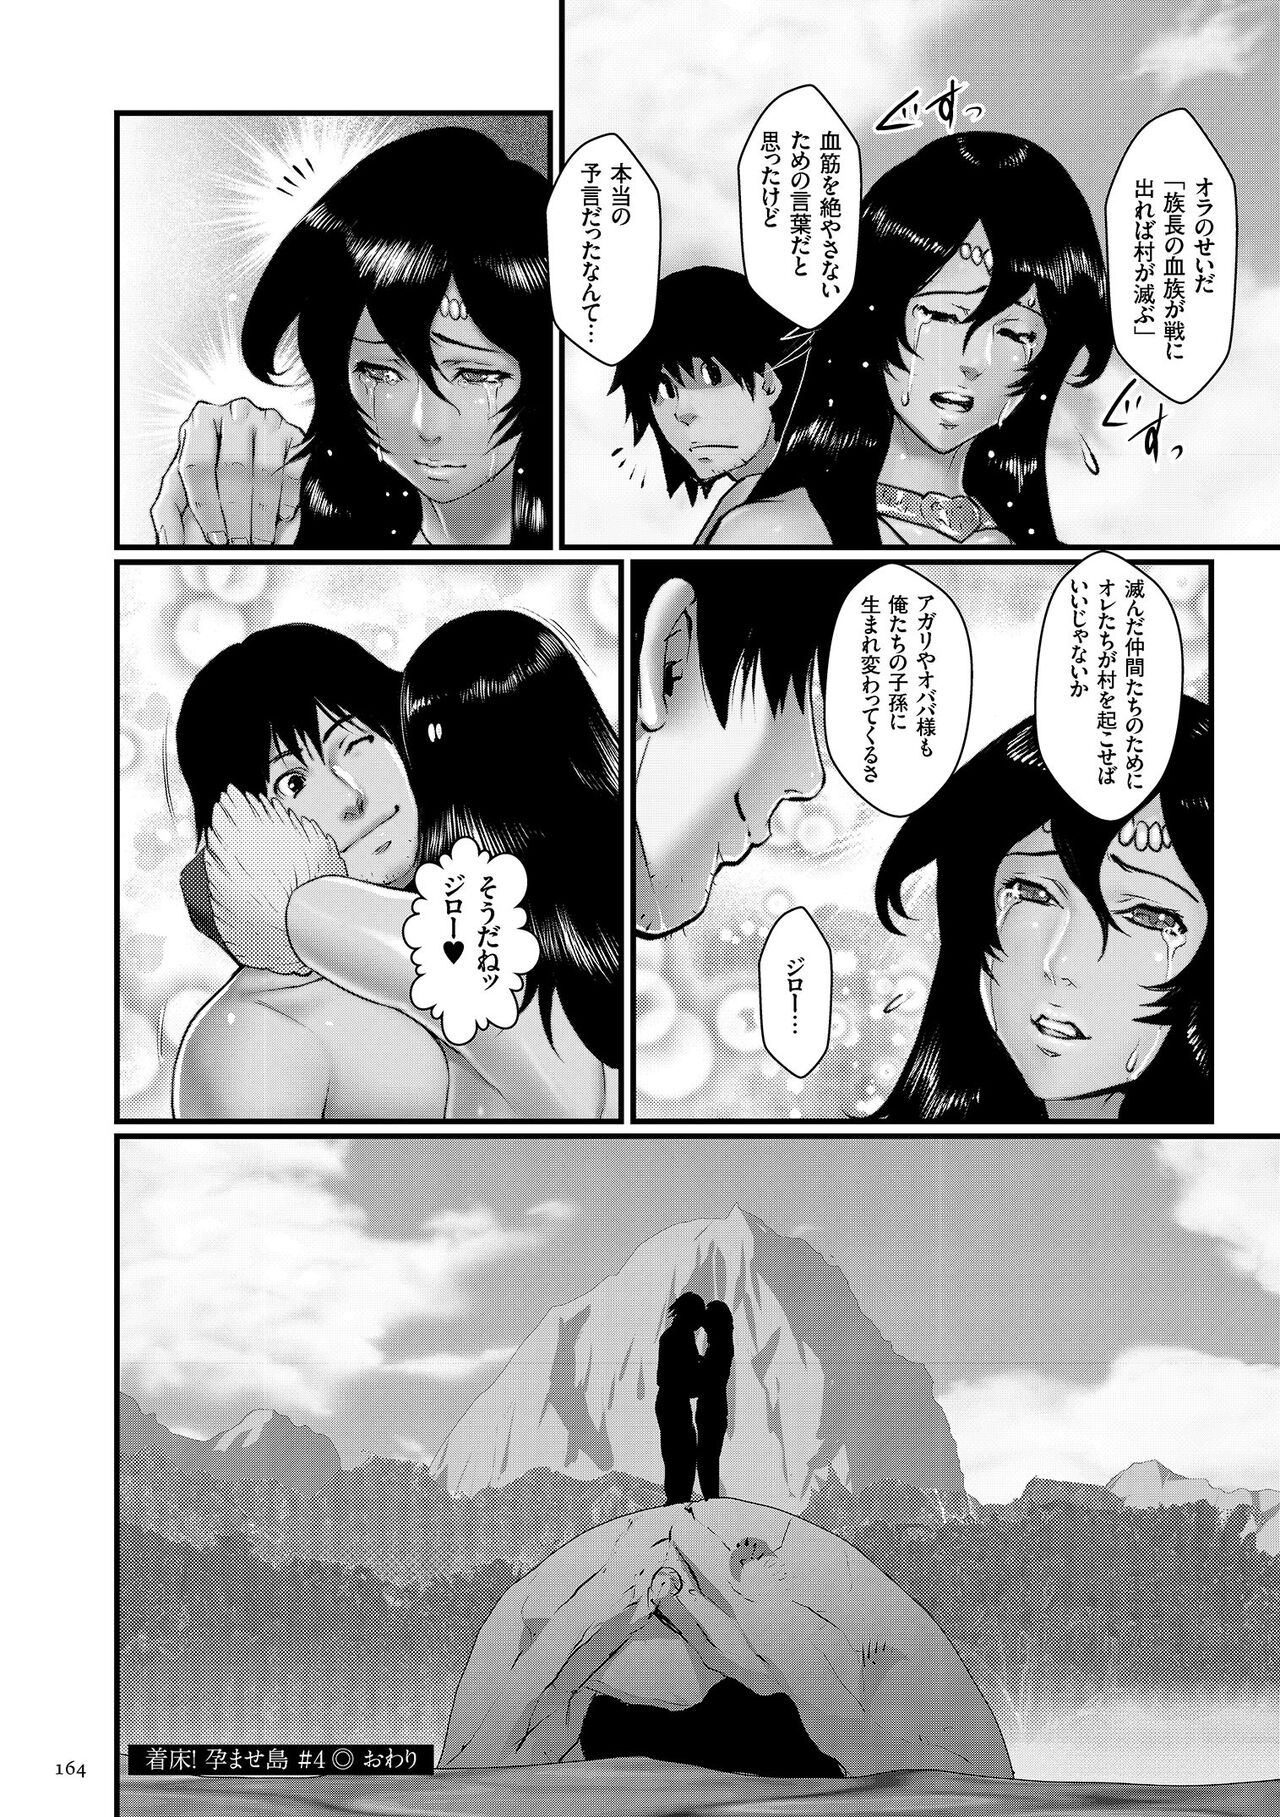 オラのせいだ
「族長の血族が戦に
出れば村が滅ぶ」
ぐすっ
ぐすっ
血筋を絶やさない
ための言葉だと
思ったけど
本当の
予言だったなんて…
滅んだ仲間たちのために
オレたちが村を起こせば
いいじゃないか
アガリやオババ様も
俺たちの子孫に
生まれ変わってくるさ
ジロー…
そうだねッ
ジロー♥
着床! 孕ませ島 #4 ◎ おわり
164